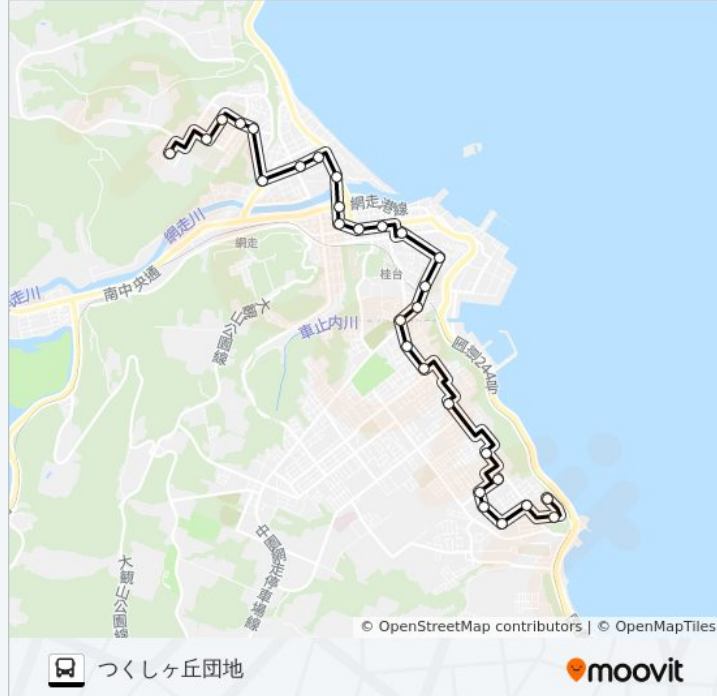 網走港線
網走川
網走
南中央通
走川
桂台
大観山公園線
車止内川
国道244号
中園網走停車場線
大観山公園線
© OpenStreetMap contributors | © OpenMapTiles
つくしヶ丘団地
moovit